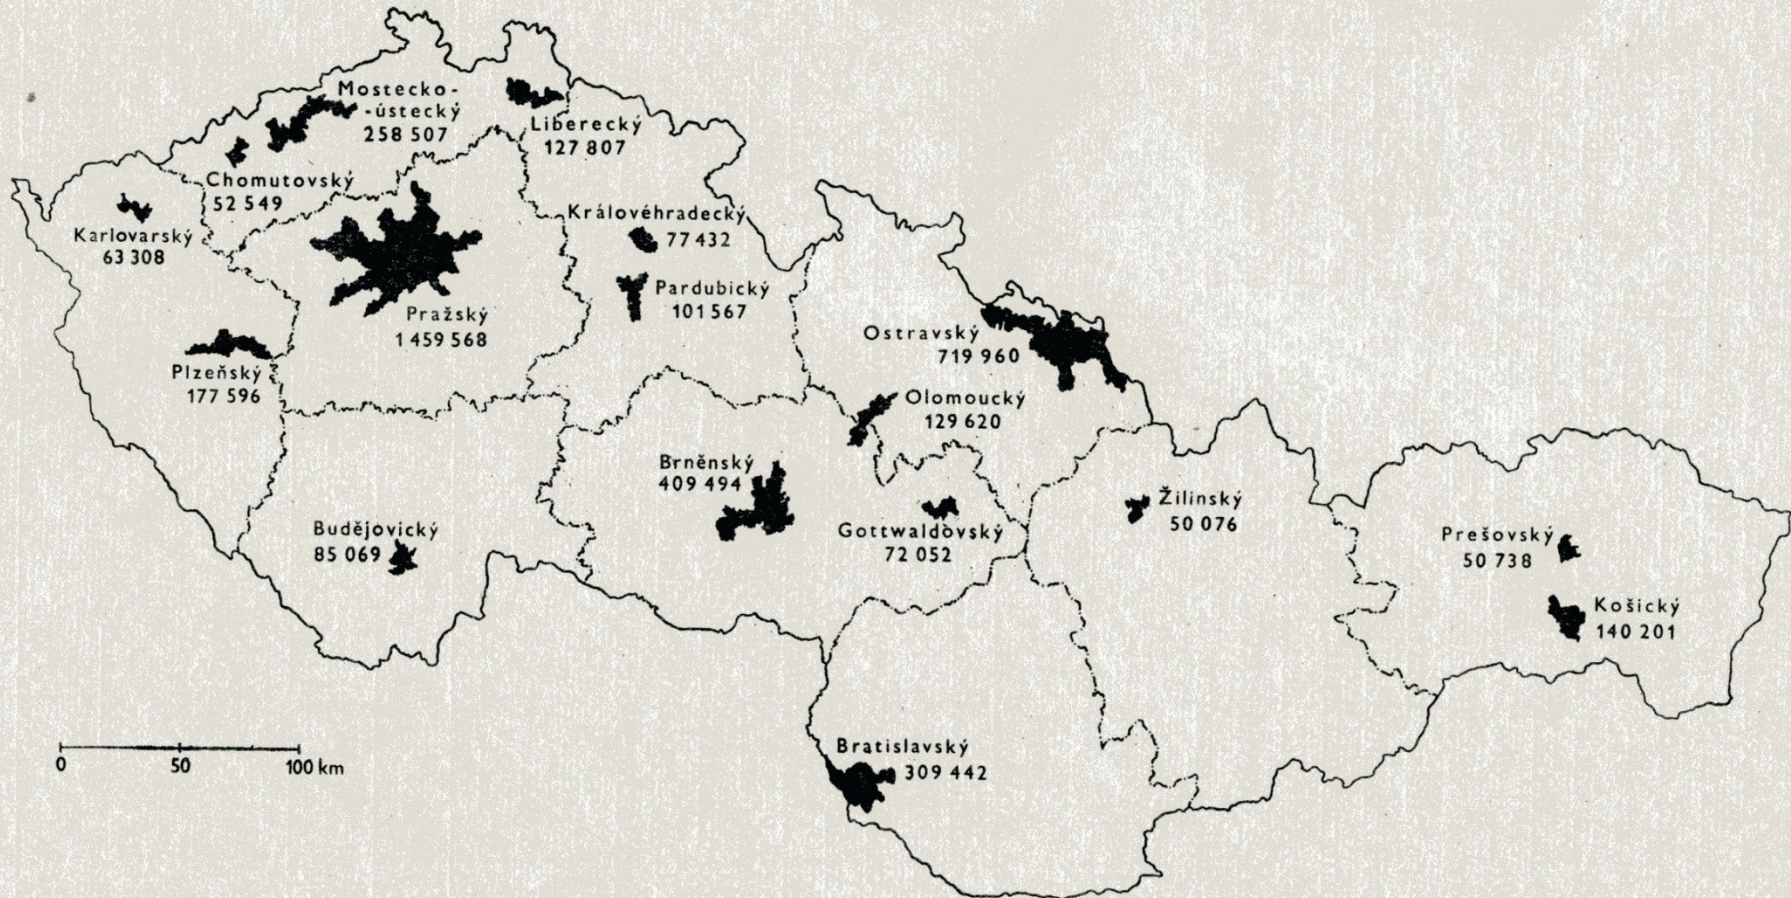 Mostecko-
-ústecký
258 507
Liberecký
127 807
Chomutovský
52 549
Karlovarský
63 308
Královéhradecký
77 432
Pardubický
101 567
Pražský
1 459 568
Plzeňský
177 596
Ostravský
719 960
Olomoucký
129 620
Brněnský
409 494
Gottwaldovský
72 052
Budějovický
85 069
Žilinský
50 076
Prešovský
50 738
Košický
140 201
Bratislavský
309 442
0 50 100 km